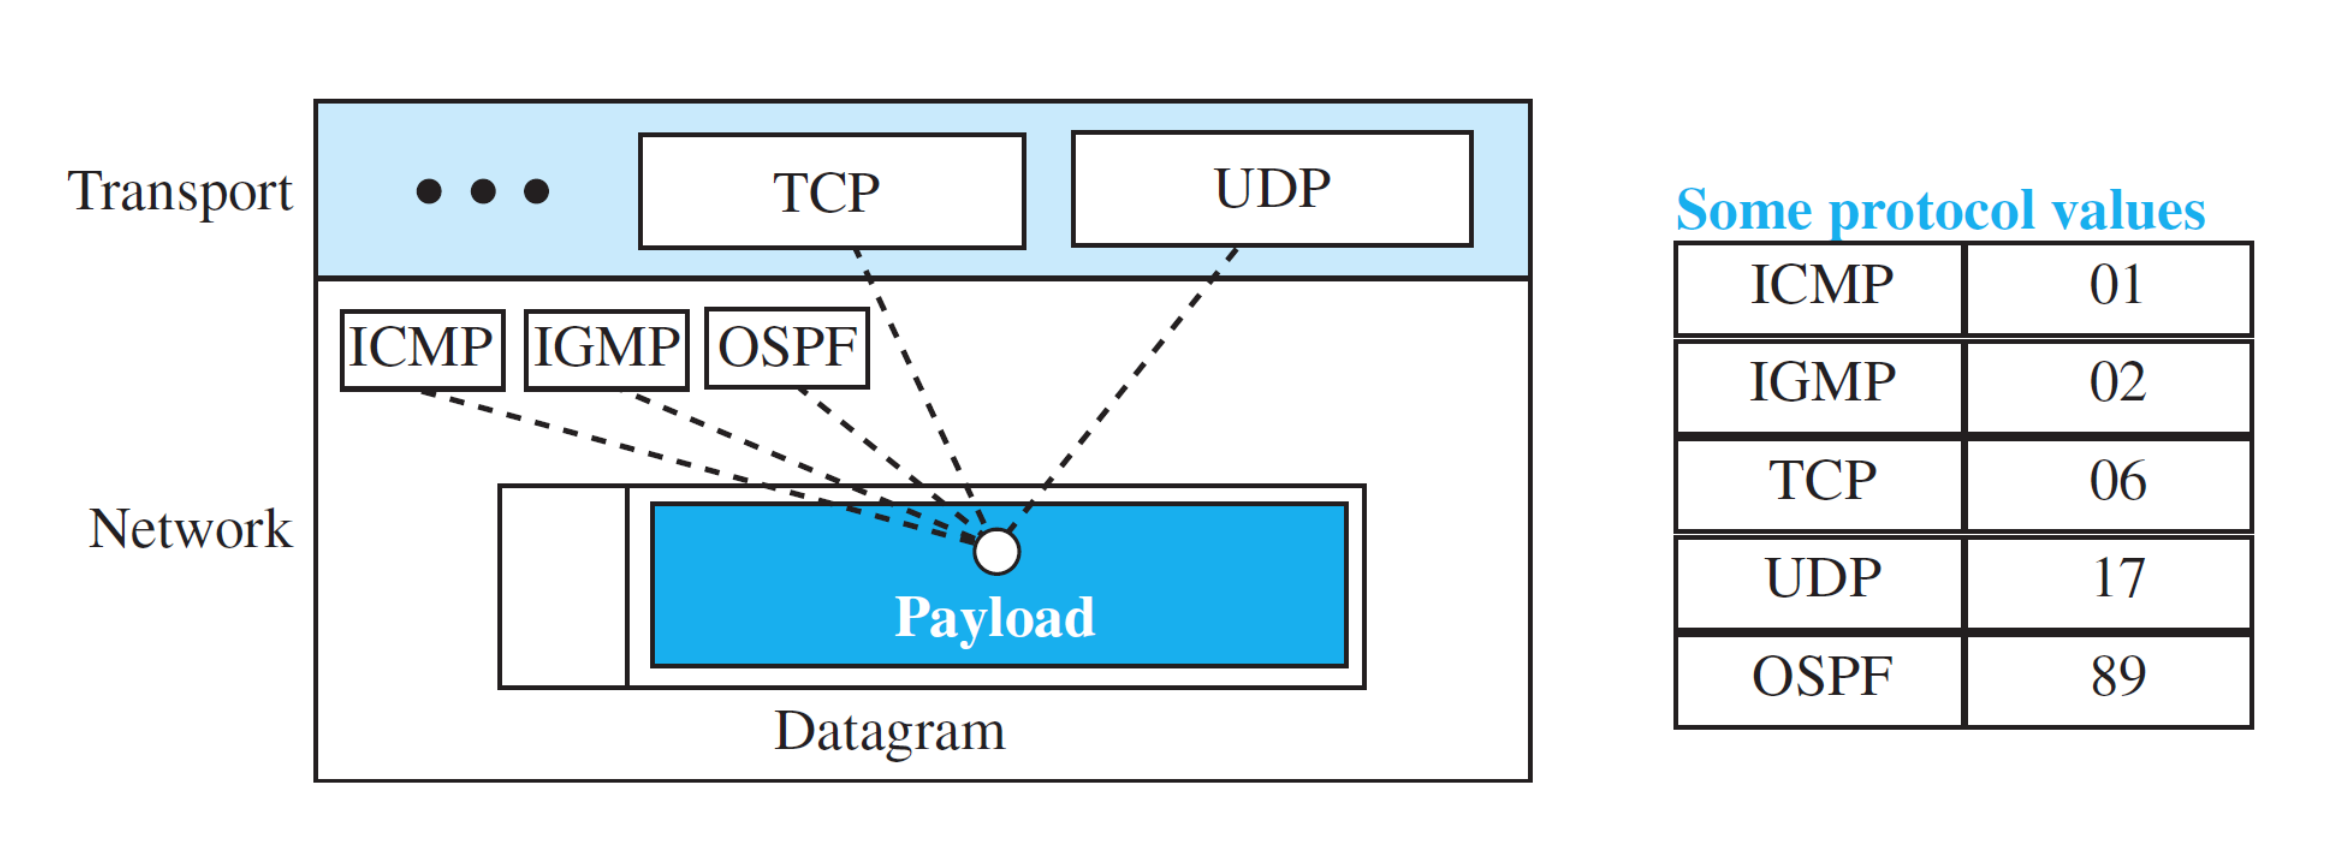 Transport
TCP
UDP
ICMP
IGMP
OSPF
Network
Payload
Datagram
Some protocol values
ICMP 01
IGMP 02
TCP 06
UDP 17
OSPF 89